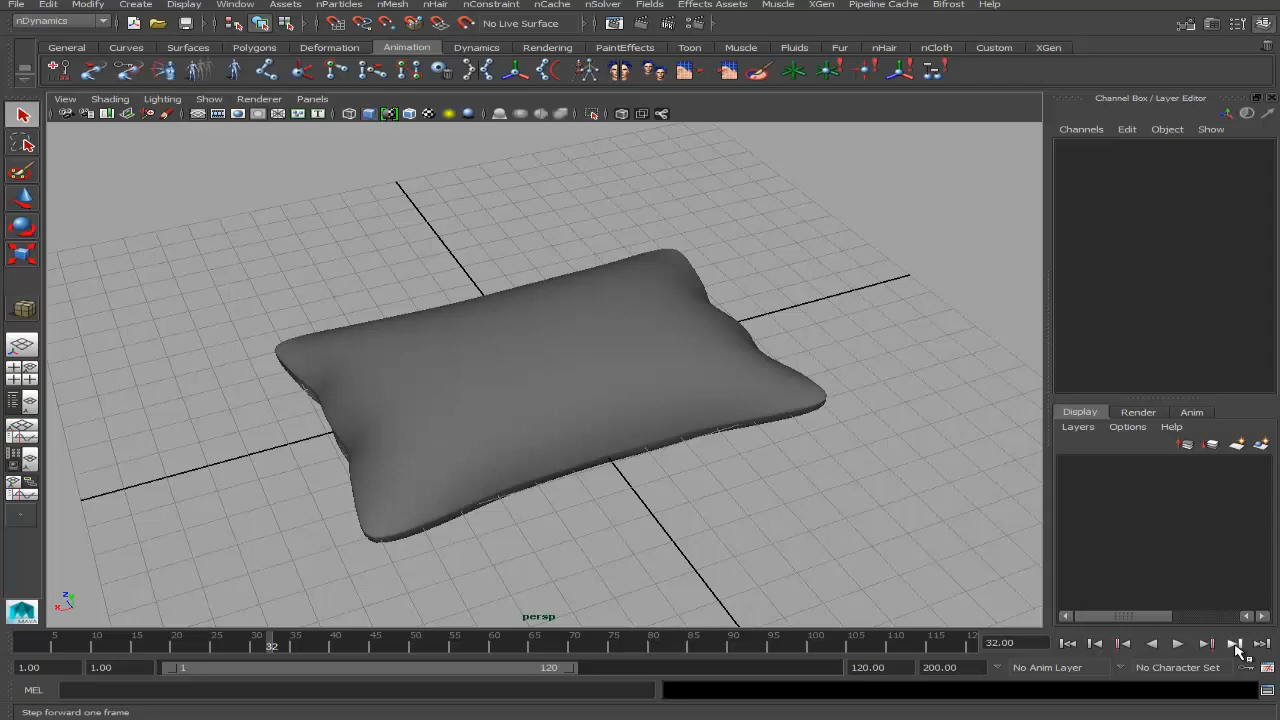 File Edit Modify Create Display Window Assets nParticles nMesh nHair nConstraint nCache nSolver Fields Effects Assets Muscle XGen Pipeline Cache Bifrost Help
nDynamics No Live Surface
General Curves Surfaces Polygons Deformation Animation Dynamics Rendering PaintEffects Toon Muscle Fluids Fur nHair nCloth Custom XGen
View Shading Lighting Show Renderer Panels
Channel Box / Layer Editor
Channels Edit Object Show
Display Render Anim
Layers Options Help
persp
MAYA
5 10 15 20 25 30 35 40 45 50 55 60 65 70 75 80 85 90 95 100 105 110 115 12
32
32.00
1.00 1.00 1 120 120.00 200.00 No Anim Layer No Character Set
MEL
Step forward one frame